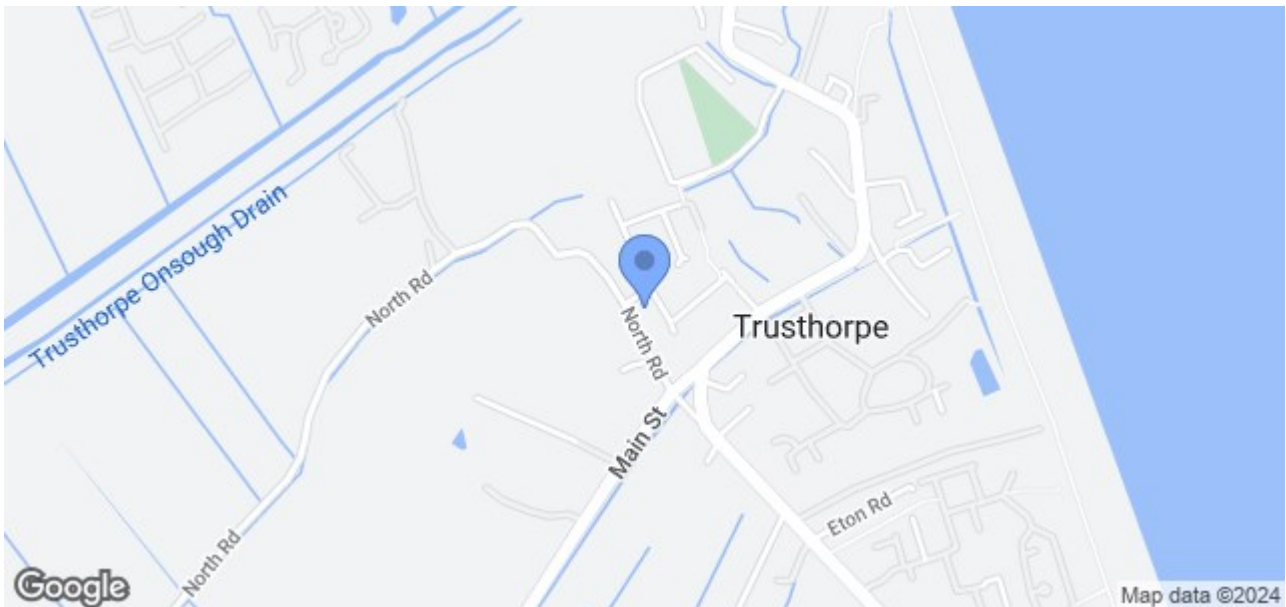 Trusthorpe Onsough Drain
North Rd
North Rd
Trusthorpe
Main St
Eton Rd
North Rd
Google
Map data ©2024